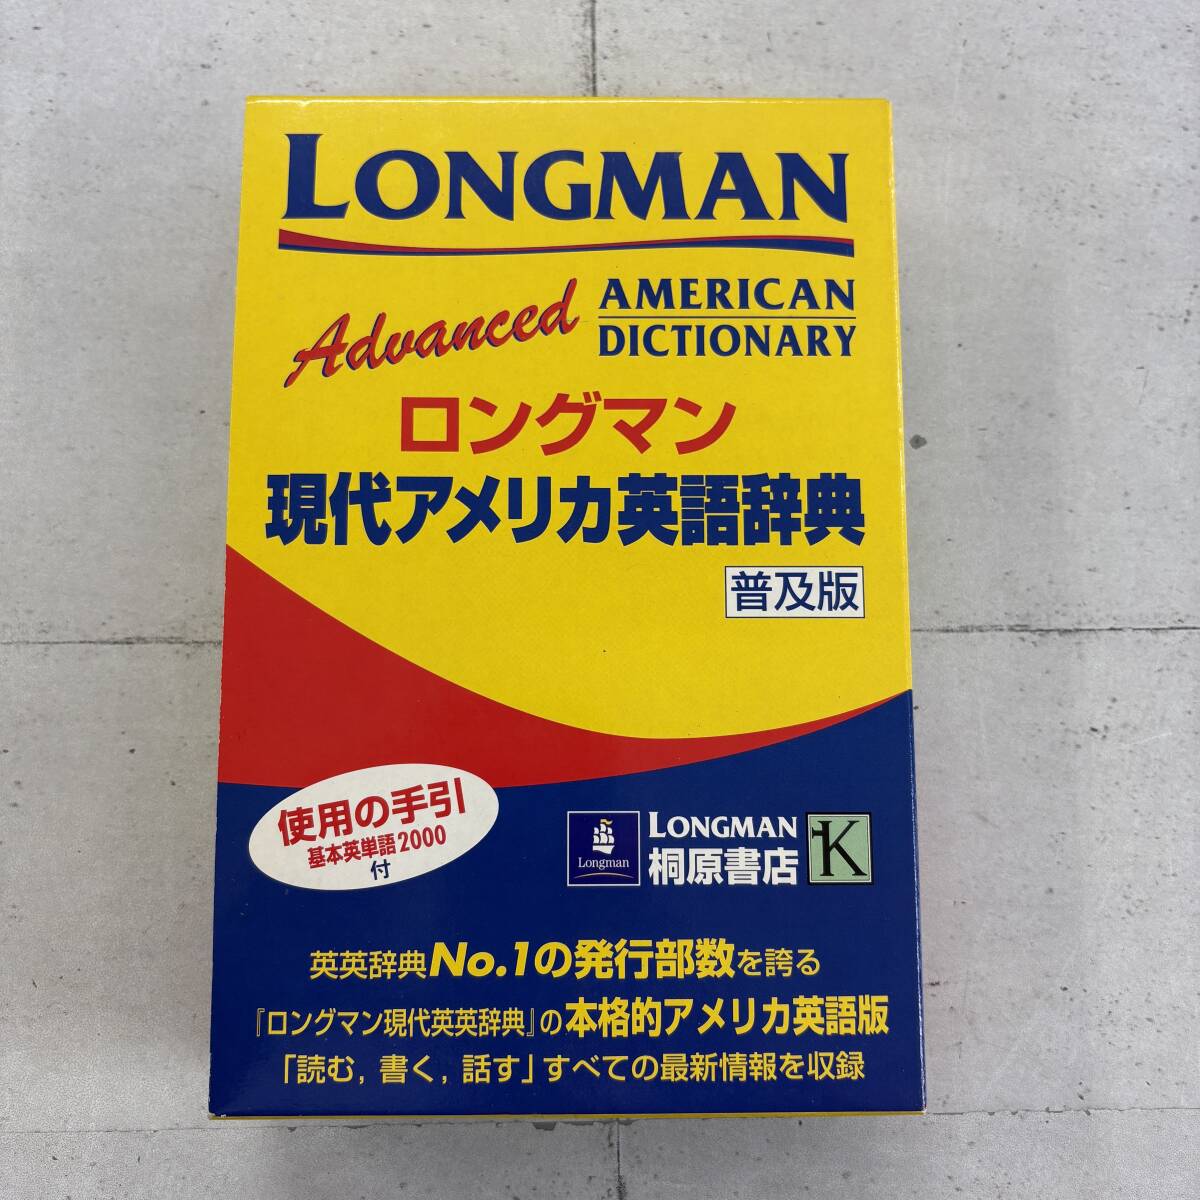 LONGMAN
Advanced
AMERICAN
DICTIONARY
ロングマン
現代アメリカ英語辞典
普及版
使用の手引
基本英単語2000
付
Longman
LONGMAN
桐原書店
K
英英辞典No.1の発行部数を誇る
『ロングマン現代英英辞典』の本格的アメリカ英語版
「読む, 書く, 話す」すべての最新情報を収録